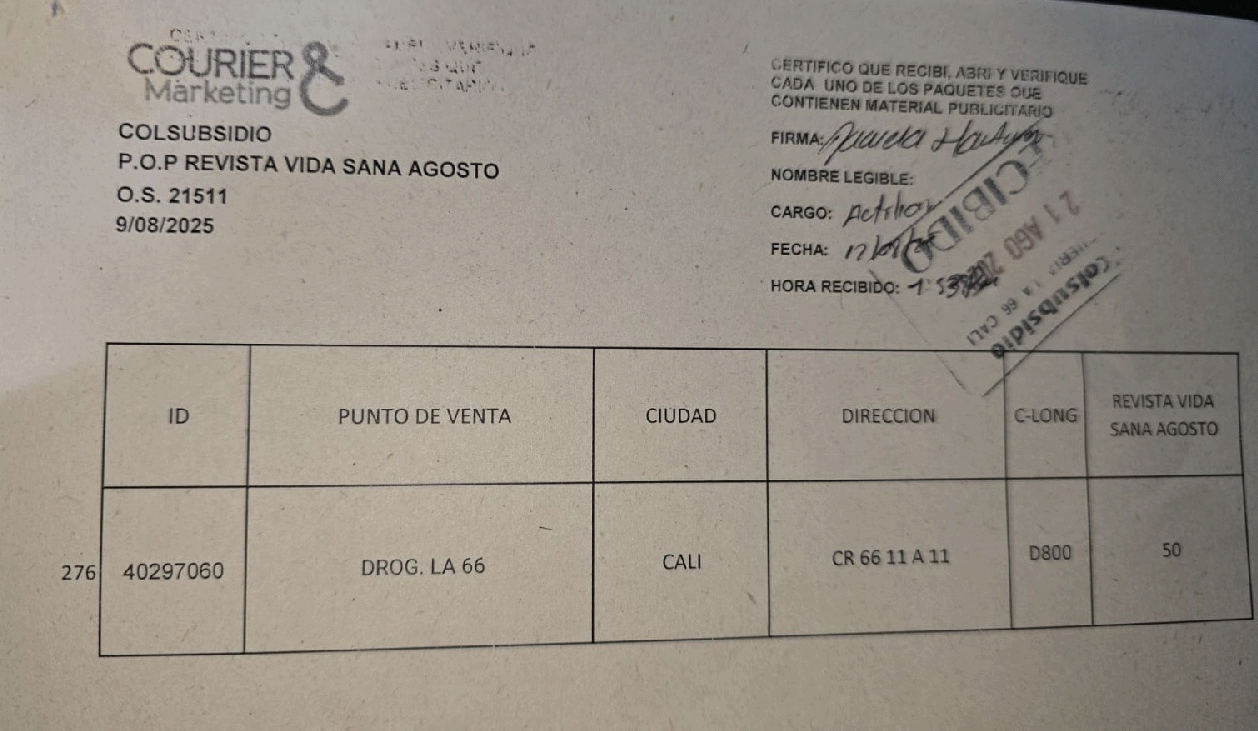 COURIER &
Marketing
COLSUBSIDIO
P.O.P REVISTA VIDA SANA AGOSTO
O.S. 21511
9/08/2025
CERTIFICO QUE RECIBI, ABRI Y VERIFIQUE
CADA UNO DE LOS PAQUETES QUE
CONTIENEN MATERIAL PUBLICITARIO
FIRMA:
NOMBRE LEGIBLE:
CARGO:
FECHA:
HORA RECIBIDO:
RECIBIDO
21 AGO
LA 66 CALI
Colsubsidio
ID PUNTO DE VENTA CIUDAD DIRECCION C-LONG REVISTA VIDA
SANA AGOSTO
276 40297060 DROG. LA 66 CALI CR 66 11 A 11 D800 50